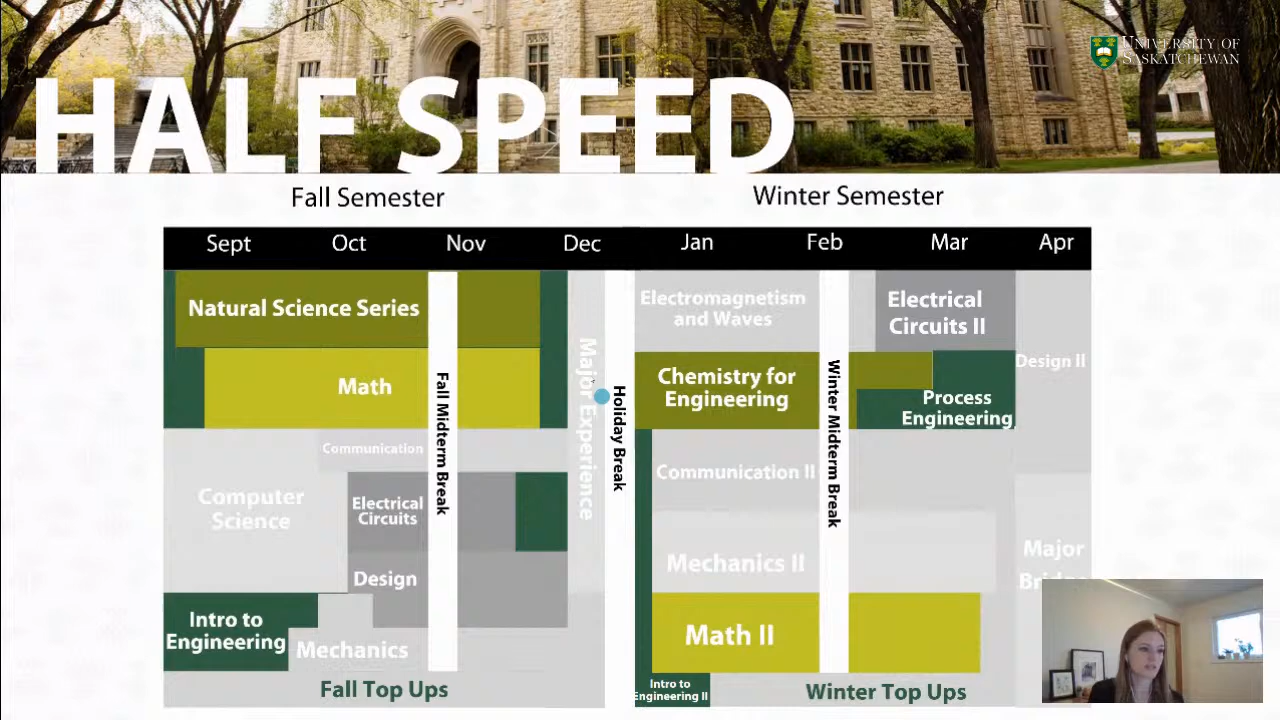 UNIVERSITY OF
SASKATCHEWAN
HALF SPEED
Fall Semester
Winter Semester
Sept
Oct
Nov
Dec
Jan
Feb
Mar
Apr
Natural Science Series
Math
Communication
Computer
Science
Electrical
Circuits
Design
Intro to
Engineering
Mechanics
Fall Midterm Break
Major Experience
Holiday Break
Fall Top Ups
Electromagnetism
and Waves
Electrical
Circuits II
Chemistry for
Engineering
Process
Engineering
Design II
Communication II
Mechanics II
Winter Midterm Break
Major
Bridge
Math II
Intro to
Engineering II
Winter Top Ups